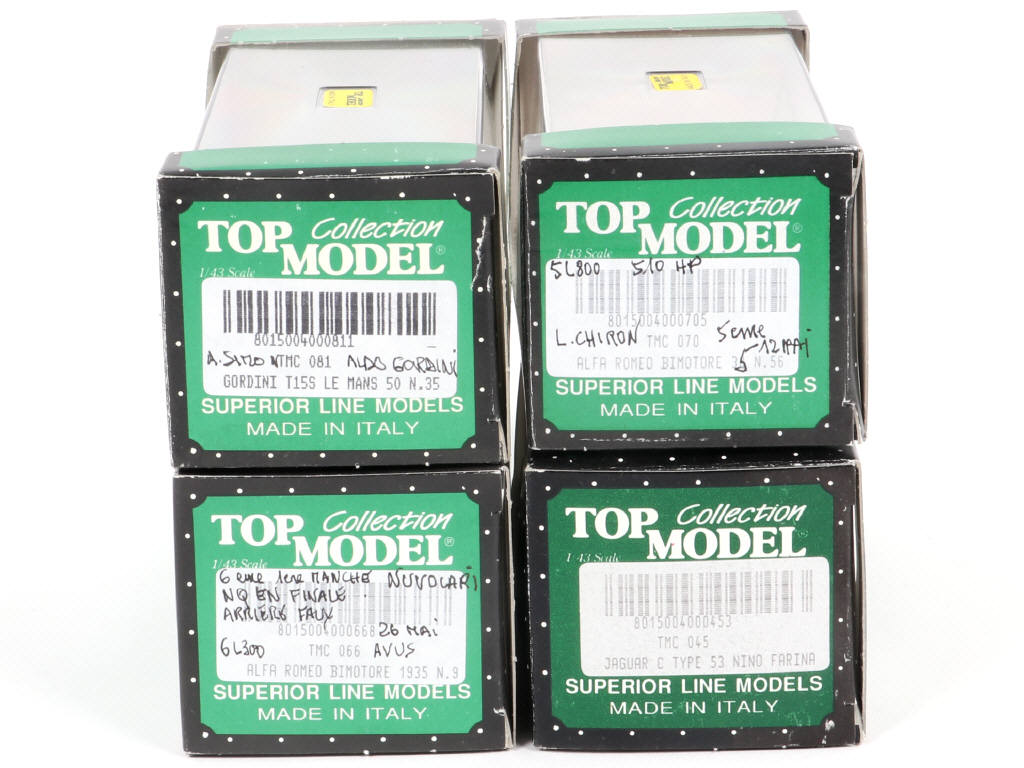 Collection
TOP MODEL®
1/43 Scale
8015004000811
A. SIMON TMC 081 ALDO GORDINI
GORDINI T15S LE MANS 50 N.35
SUPERIOR LINE MODELS
MADE IN ITALY
Collection
TOP MODEL®
1/43 Scale
5L800 510 HP
8015004000705
L. CHIRON TMC 070 5eme
5 12 MAI
ALFA ROMEO BIMOTORE 35 N.56
SUPERIOR LINE MODELS
MADE IN ITALY
Collection
TOP MODEL®
1/43 Scale
6eme 1ere MANCHE NUVOLARI
NQ EN FINALE.
ARRIERE FAUX
8015004000668 26 MAI
6L300 TMC 066 AVUS
ALFA ROMEO BIMOTORE 1935 N.9
SUPERIOR LINE MODELS
MADE IN ITALY
Collection
TOP MODEL®
1/43 Scale
8015004000453
TMC 045
JAGUAR C TYPE 53 NINO FARINA
SUPERIOR LINE MODELS
MADE IN ITALY